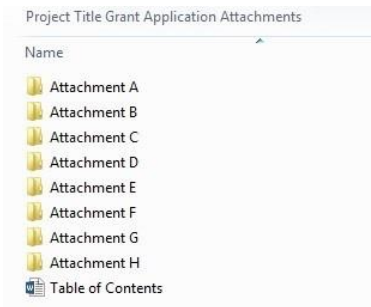 Project Title Grant Application Attachments
Name
Attachment A
Attachment B
Attachment C
Attachment D
Attachment E
Attachment F
Attachment G
Attachment H
Table of Contents